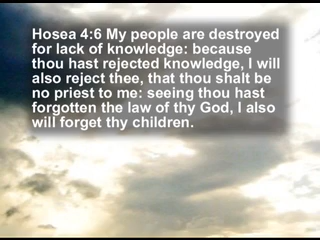 Hosea 4:6 My people are destroyed
for lack of knowledge: because
thou hast rejected knowledge, I will
also reject thee, that thou shalt be
no priest to me: seeing thou hast
forgotten the law of thy God, I also
will forget thy children.